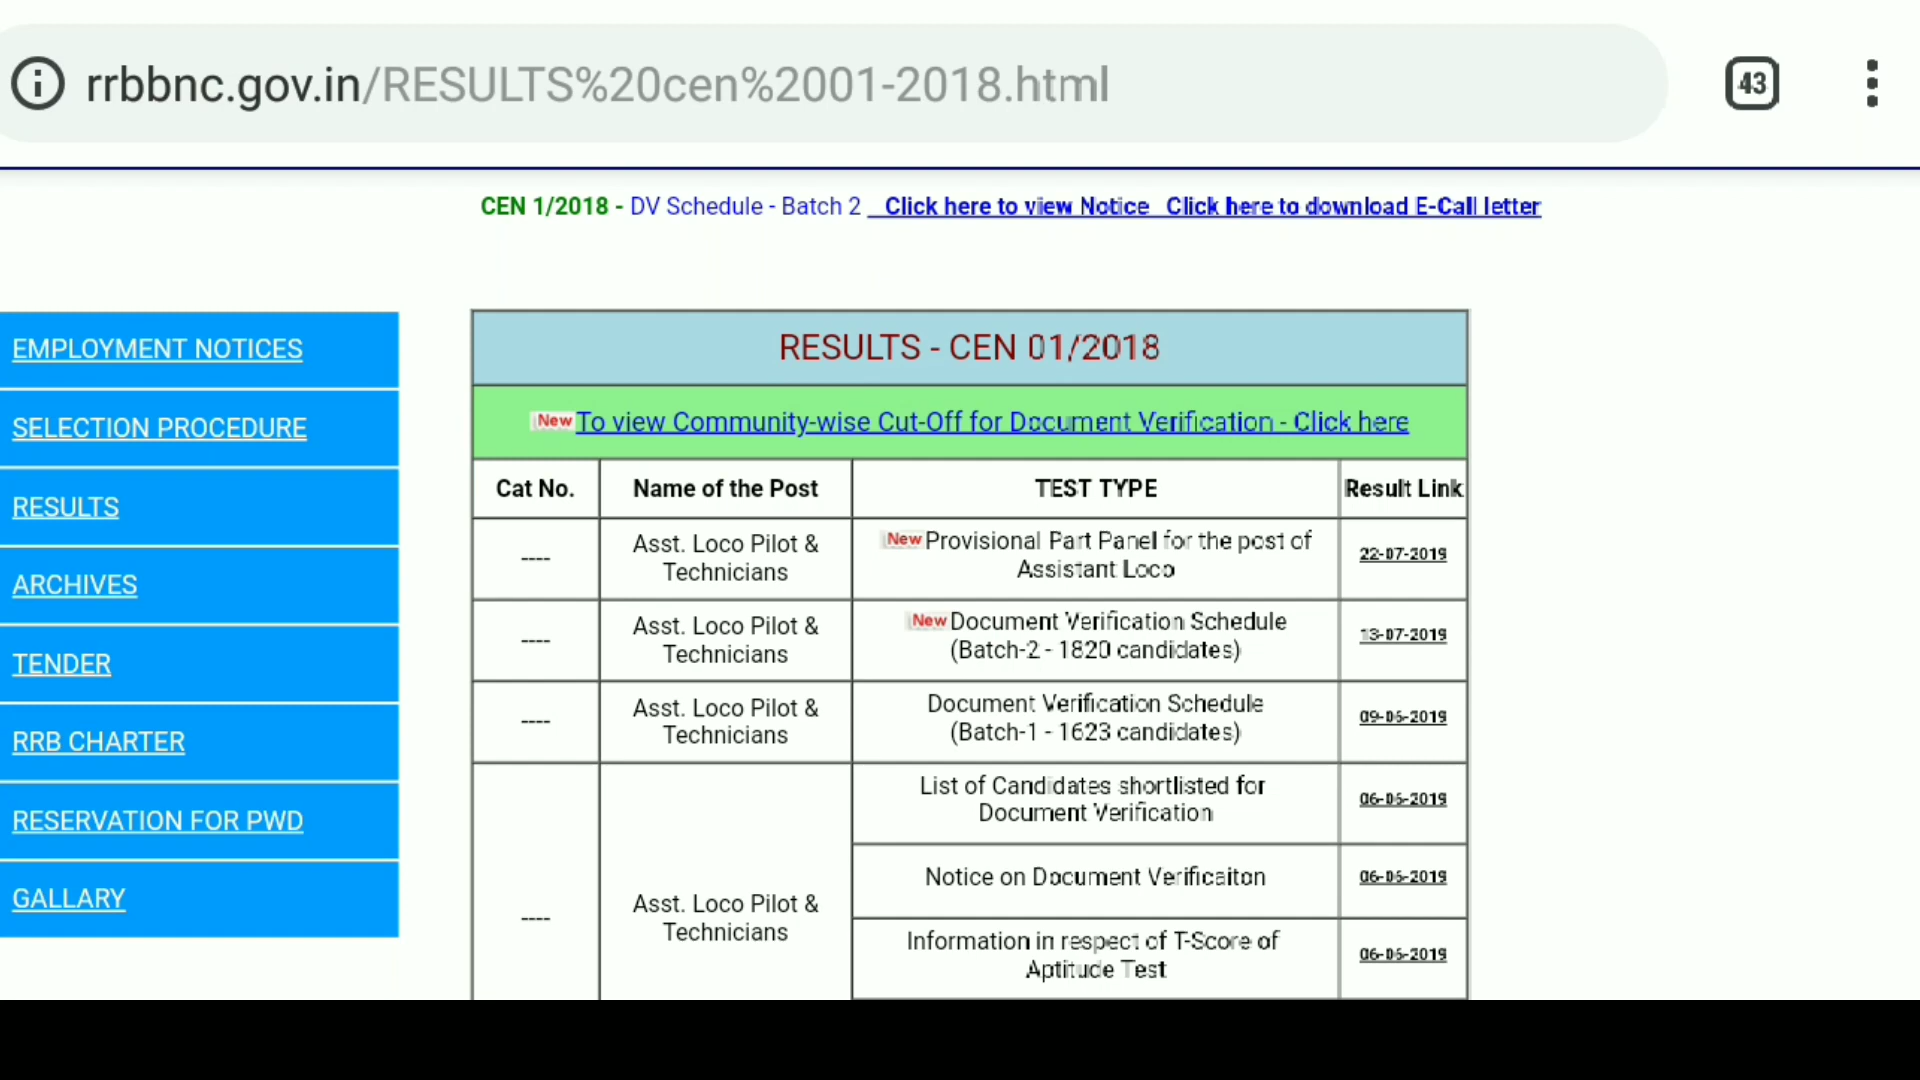 rrbbnc.gov.in/RESULTS%20cen%2001-2018.html
43
CEN 1/2018 - DV Schedule - Batch 2 Click here to view Notice Click here to download E-Call letter
EMPLOYMENT NOTICES
SELECTION PROCEDURE
RESULTS
ARCHIVES
TENDER
RRB CHARTER
RESERVATION FOR PWD
GALLARY
RESULTS - CEN 01/2018
New To view Community-wise Cut-Off for Document Verification - Click here
Cat No. Name of the Post TEST TYPE Result Link
---- Asst. Loco Pilot & Technicians New Provisional Part Panel for the post of
Assistant Loco 22-07-2019
---- Asst. Loco Pilot & Technicians New Document Verification Schedule
(Batch-2 - 1820 candidates) 13-07-2019
---- Asst. Loco Pilot & Technicians Document Verification Schedule
(Batch-1 - 1623 candidates) 09-06-2019
---- Asst. Loco Pilot &
Technicians
List of Candidates shortlisted for
Document Verification 06-06-2019
Notice on Document Verificaiton 06-06-2019
Information in respect of T-Score of
Aptitude Test 06-06-2019